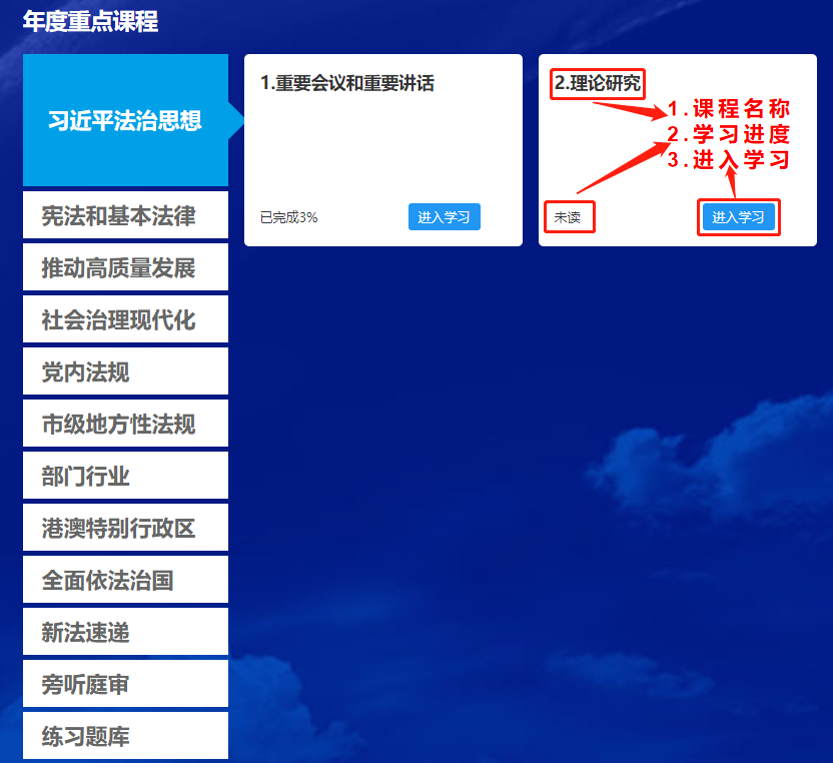 年度重点课程
习近平法治思想
宪法和基本法律
推动高质量发展
社会治理现代化
党内法规
市级地方性法规
部门行业
港澳特别行政区
全面依法治国
新法速递
旁听庭审
练习题库
1.重要会议和重要讲话
已完成3%
进入学习
2.理论研究
1.课程名称
2.学习进度
3.进入学习
未读
进入学习